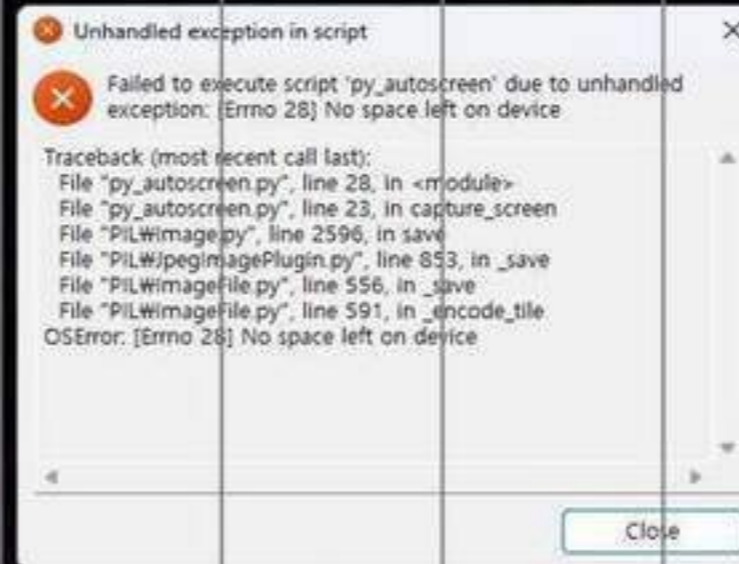 Unhandled exception in script
Failed to execute script 'py_autoscreen' due to unhandled
exception: [Errno 28] No space left on device
Traceback (most recent call last):
File "py_autoscreen.py", line 28, in <module>
File "py_autoscreen.py", line 23, in capture_screen
File "PIL₩Image.py", line 2596, in save
File "PIL₩JpegImagePlugin.py", line 853, in _save
File "PIL₩ImageFile.py", line 556, in _save
File "PIL₩ImageFile.py", line 591, in _encode_tile
OSError: [Errno 28] No space left on device
Close